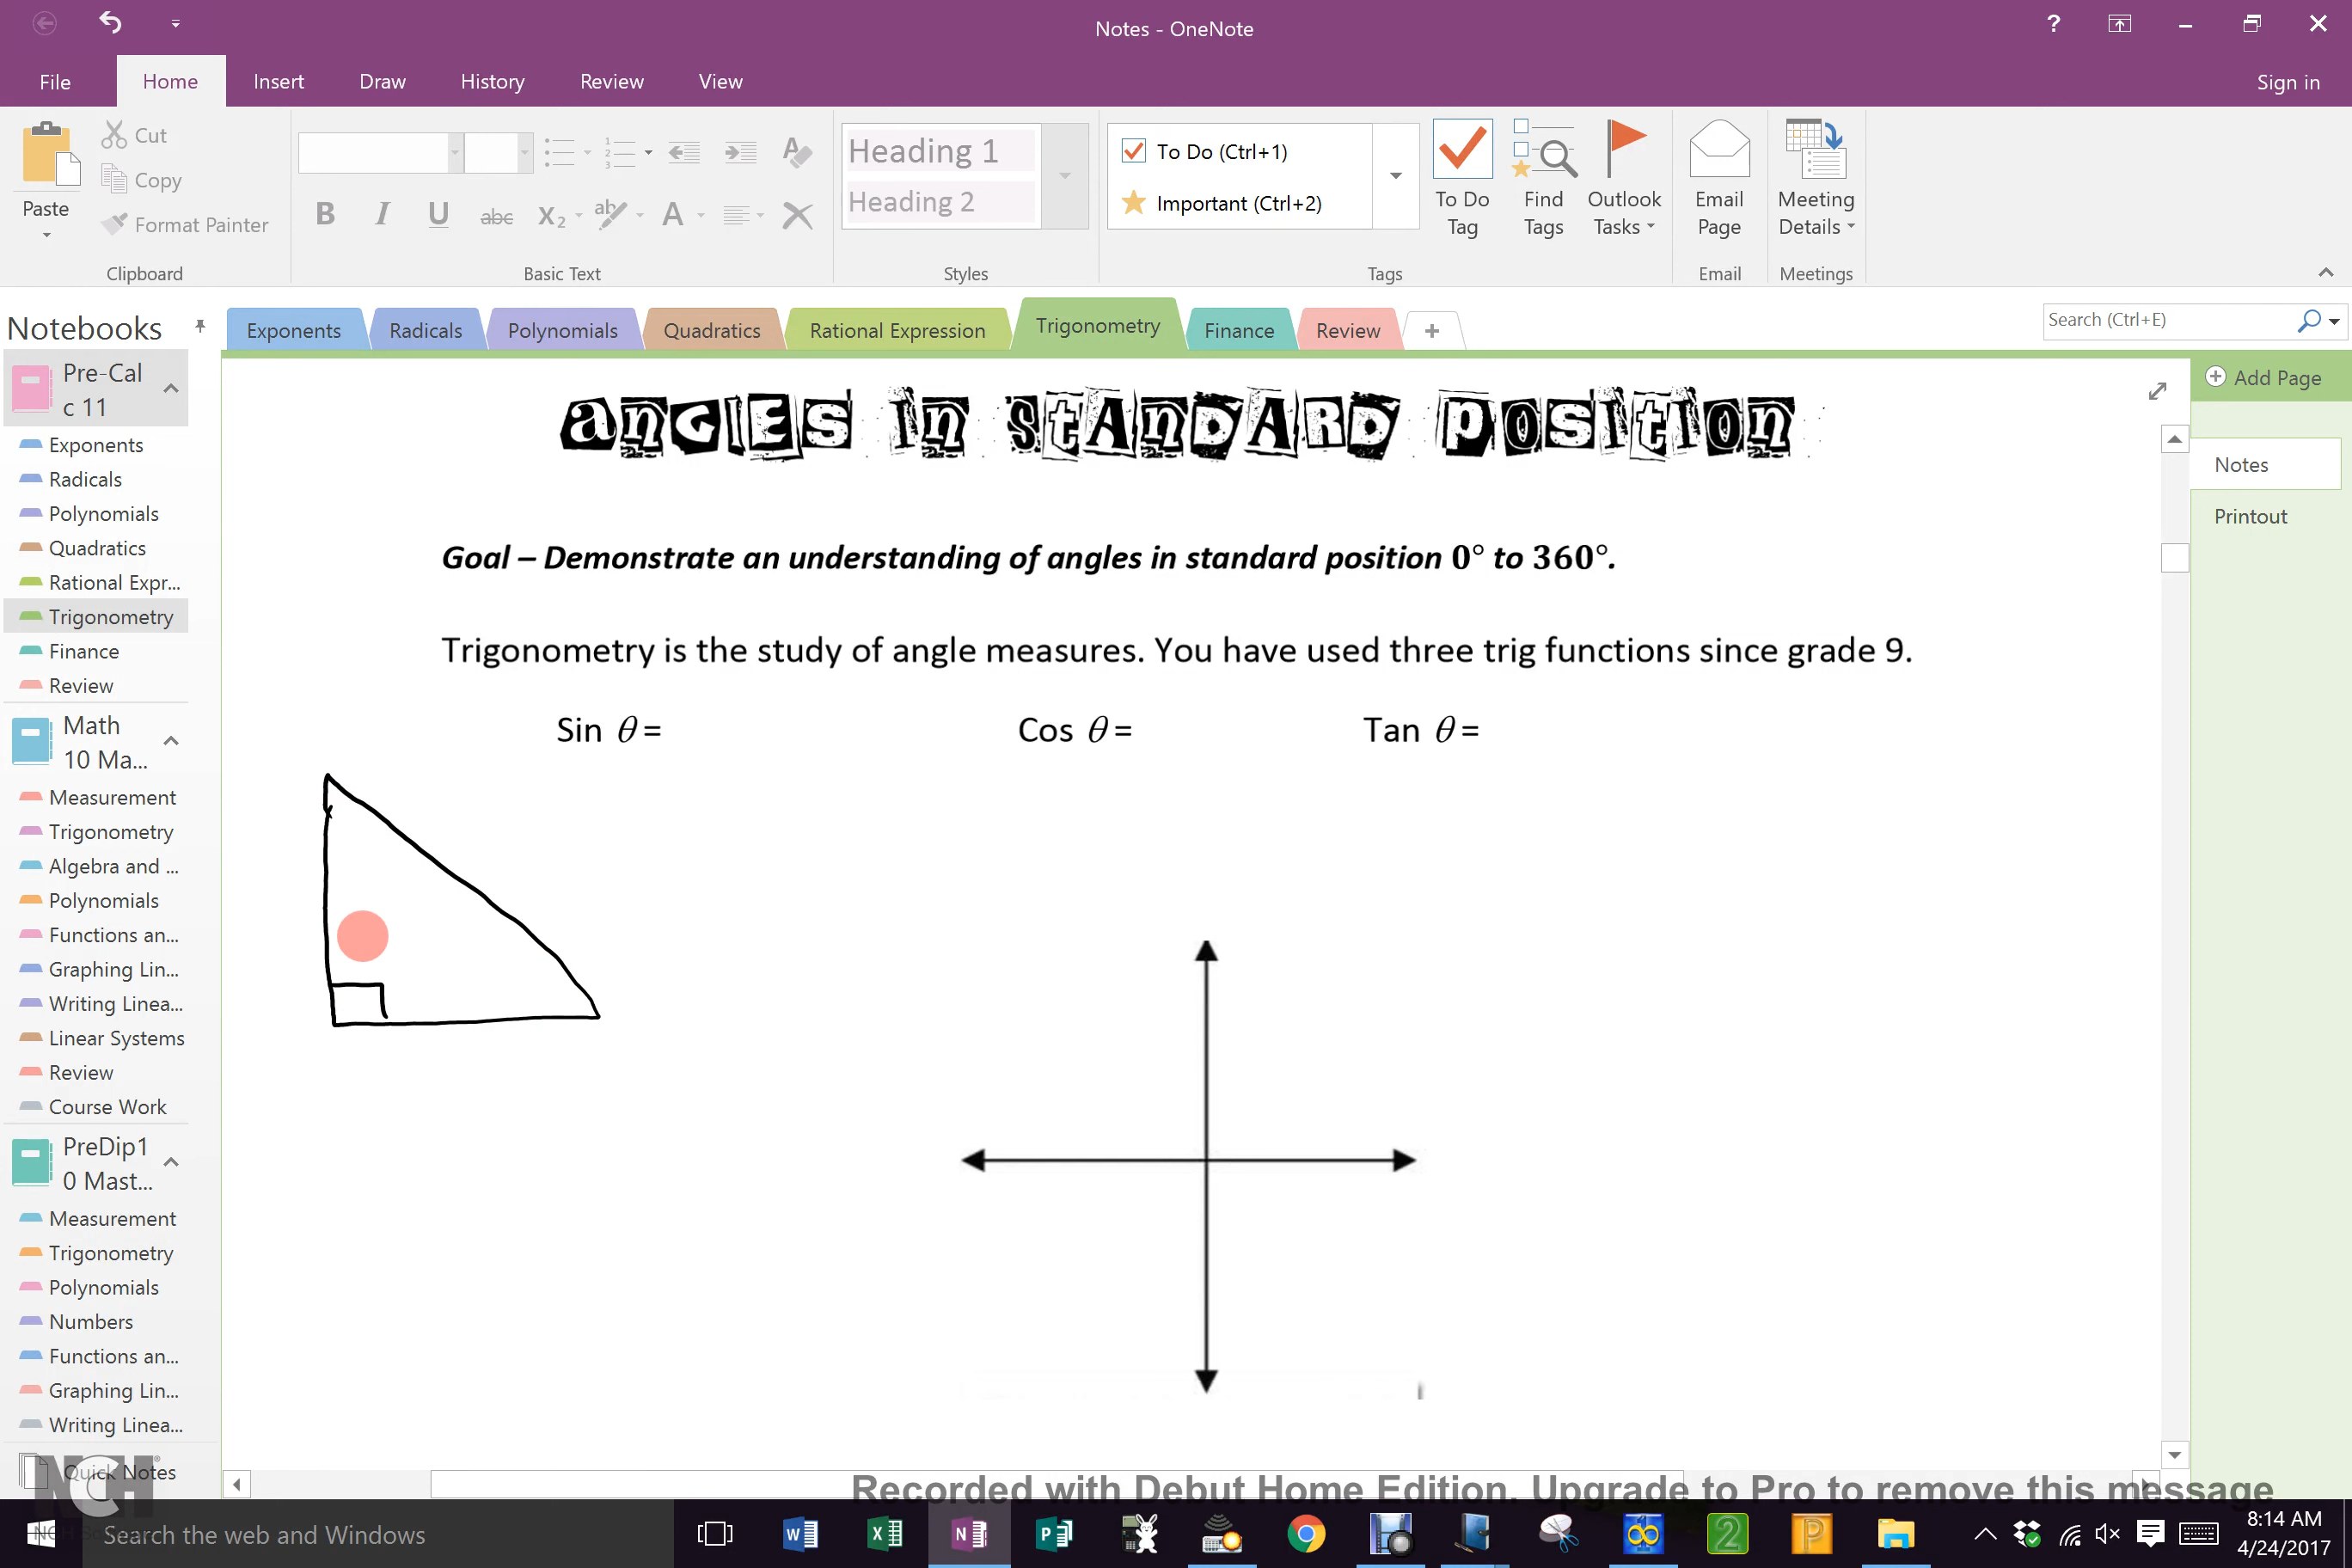 Notes - OneNote
?
File
Home
Insert
Draw
History
Review
View
Sign in
Paste
Cut
Copy
Format Painter
Clipboard
B I U abc X₂ ab A
Basic Text
Heading 1
Heading 2
Styles
To Do (Ctrl+1)
Important (Ctrl+2)
To Do Tag
Find Tags
Outlook Tasks
Tags
Email Page
Email
Meeting Details
Meetings
Notebooks
Exponents
Radicals
Polynomials
Quadratics
Rational Expression
Trigonometry
Finance
Review
+
Search (Ctrl+E)
Pre-Cal
c 11
Exponents
Radicals
Polynomials
Quadratics
Rational Expr...
Trigonometry
Finance
Review
Math
10 Ma...
Measurement
Trigonometry
Algebra and ...
Polynomials
Functions an...
Graphing Lin...
Writing Linea...
Linear Systems
Review
Course Work
PreDip1
0 Mast...
Measurement
Trigonometry
Polynomials
Numbers
Functions an...
Graphing Lin...
Writing Linea...
Quick Notes
NCH
AnGlEs in stAnDARD position
Goal – Demonstrate an understanding of angles in standard position 0° to 360°.
Trigonometry is the study of angle measures. You have used three trig functions since grade 9.
Sin θ =
Cos θ =
Tan θ =
Add Page
Notes
Printout
Recorded with Debut Home Edition. Upgrade to Pro to remove this message
Search the web and Windows
8:14 AM
4/24/2017